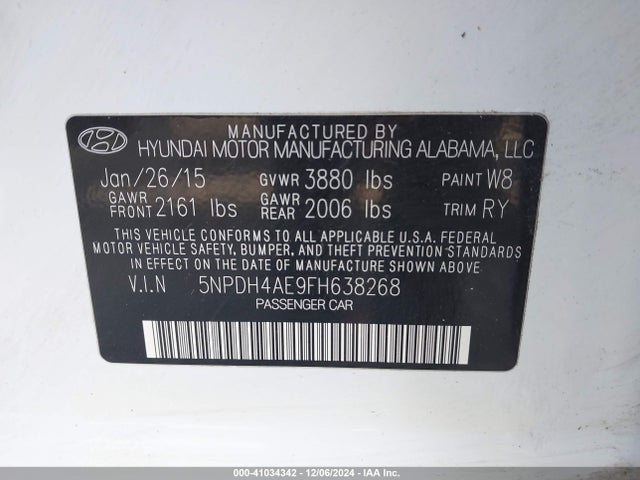 MANUFACTURED BY
HYUNDAI MOTOR MANUFACTURING ALABAMA, LLC
Jan/26/15 GVWR 3880 lbs PAINT W8
GAWR FRONT 2161 lbs GAWR REAR 2006 lbs TRIM RY
THIS VEHICLE CONFORMS TO ALL APPLICABLE U.S.A. FEDERAL
MOTOR VEHICLE SAFETY, BUMPER, AND THEFT PREVENTION STANDARDS
IN EFFECT ON THE DATE OF MANUFACTURE SHOWN ABOVE.
V.I.N 5NPDH4AE9FH638268
PASSENGER CAR
000-41034342 - 12/06/2024 - IAA Inc.